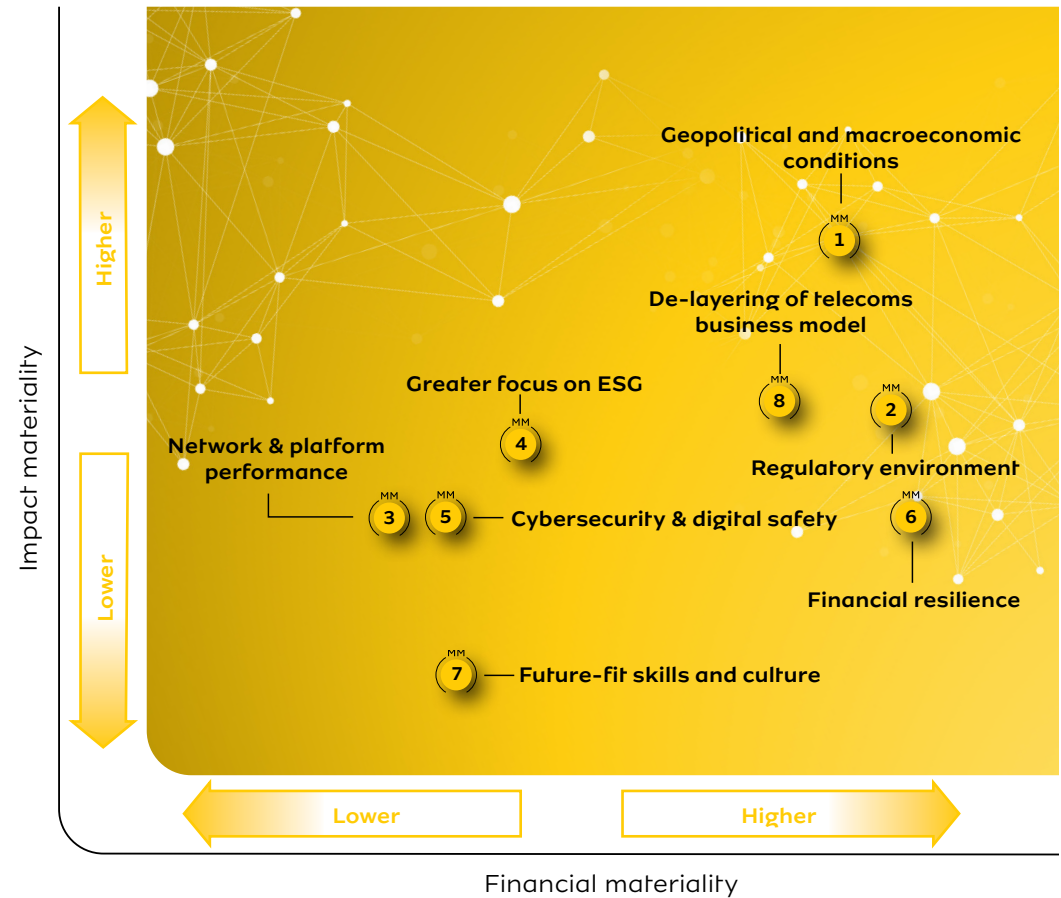 Geopolitical and macroeconomic
conditions
MM
1
Higher
De-layering of telecoms
business model
MM
8
MM
2
Regulatory environment
Greater focus on ESG
MM
4
Impact materiality
Network & platform
performance
MM
3
MM
5
Cybersecurity & digital safety
MM
6
Financial resilience
Lower
MM
7
Future-fit skills and culture
Lower
Higher
Financial materiality